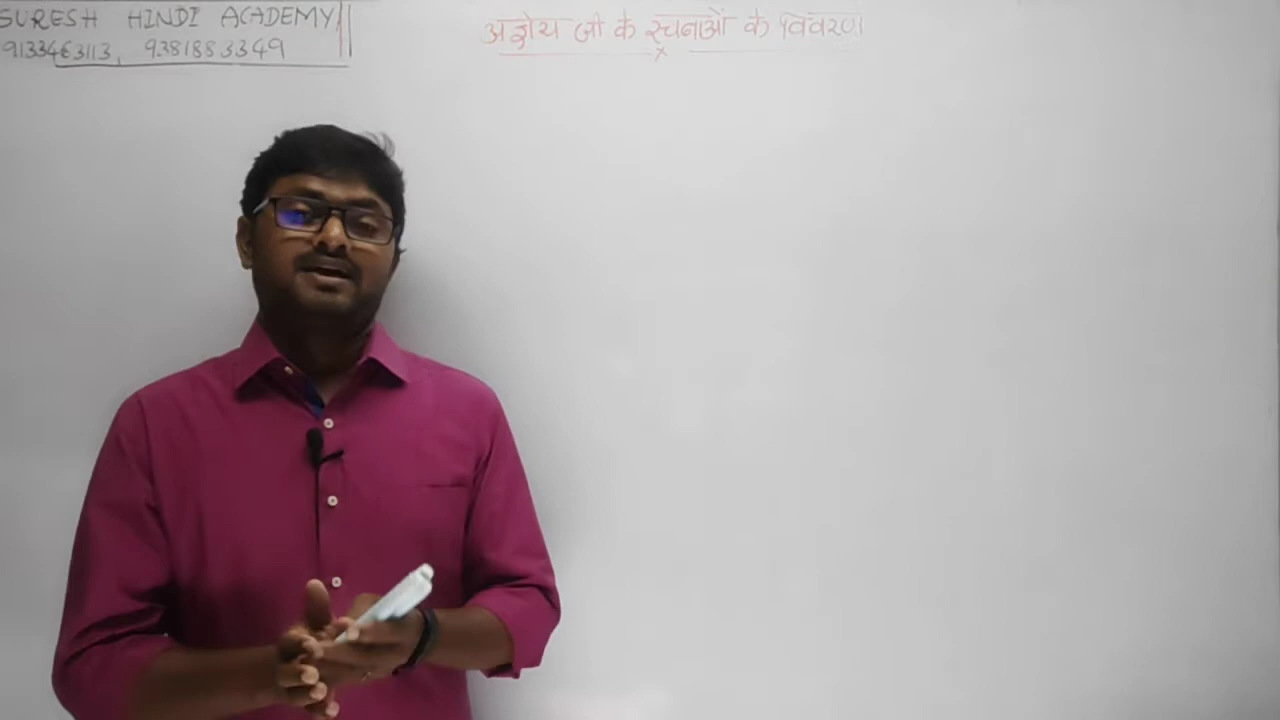 SURESH HINDI ACADEMY
9133463113, 9381883349
अज्ञेय जी के रचनाओं के विवरण